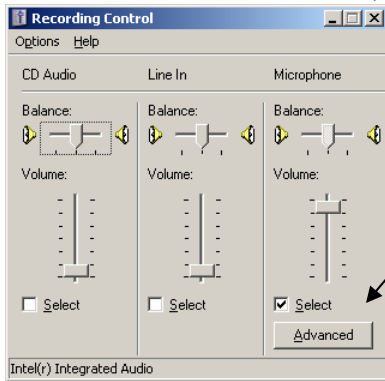 Recording Control
Options Help
CD Audio Line In Microphone
Balance: Balance: Balance:
Volume: Volume: Volume:
Select Select Select
Advanced
Intel(r) Integrated Audio